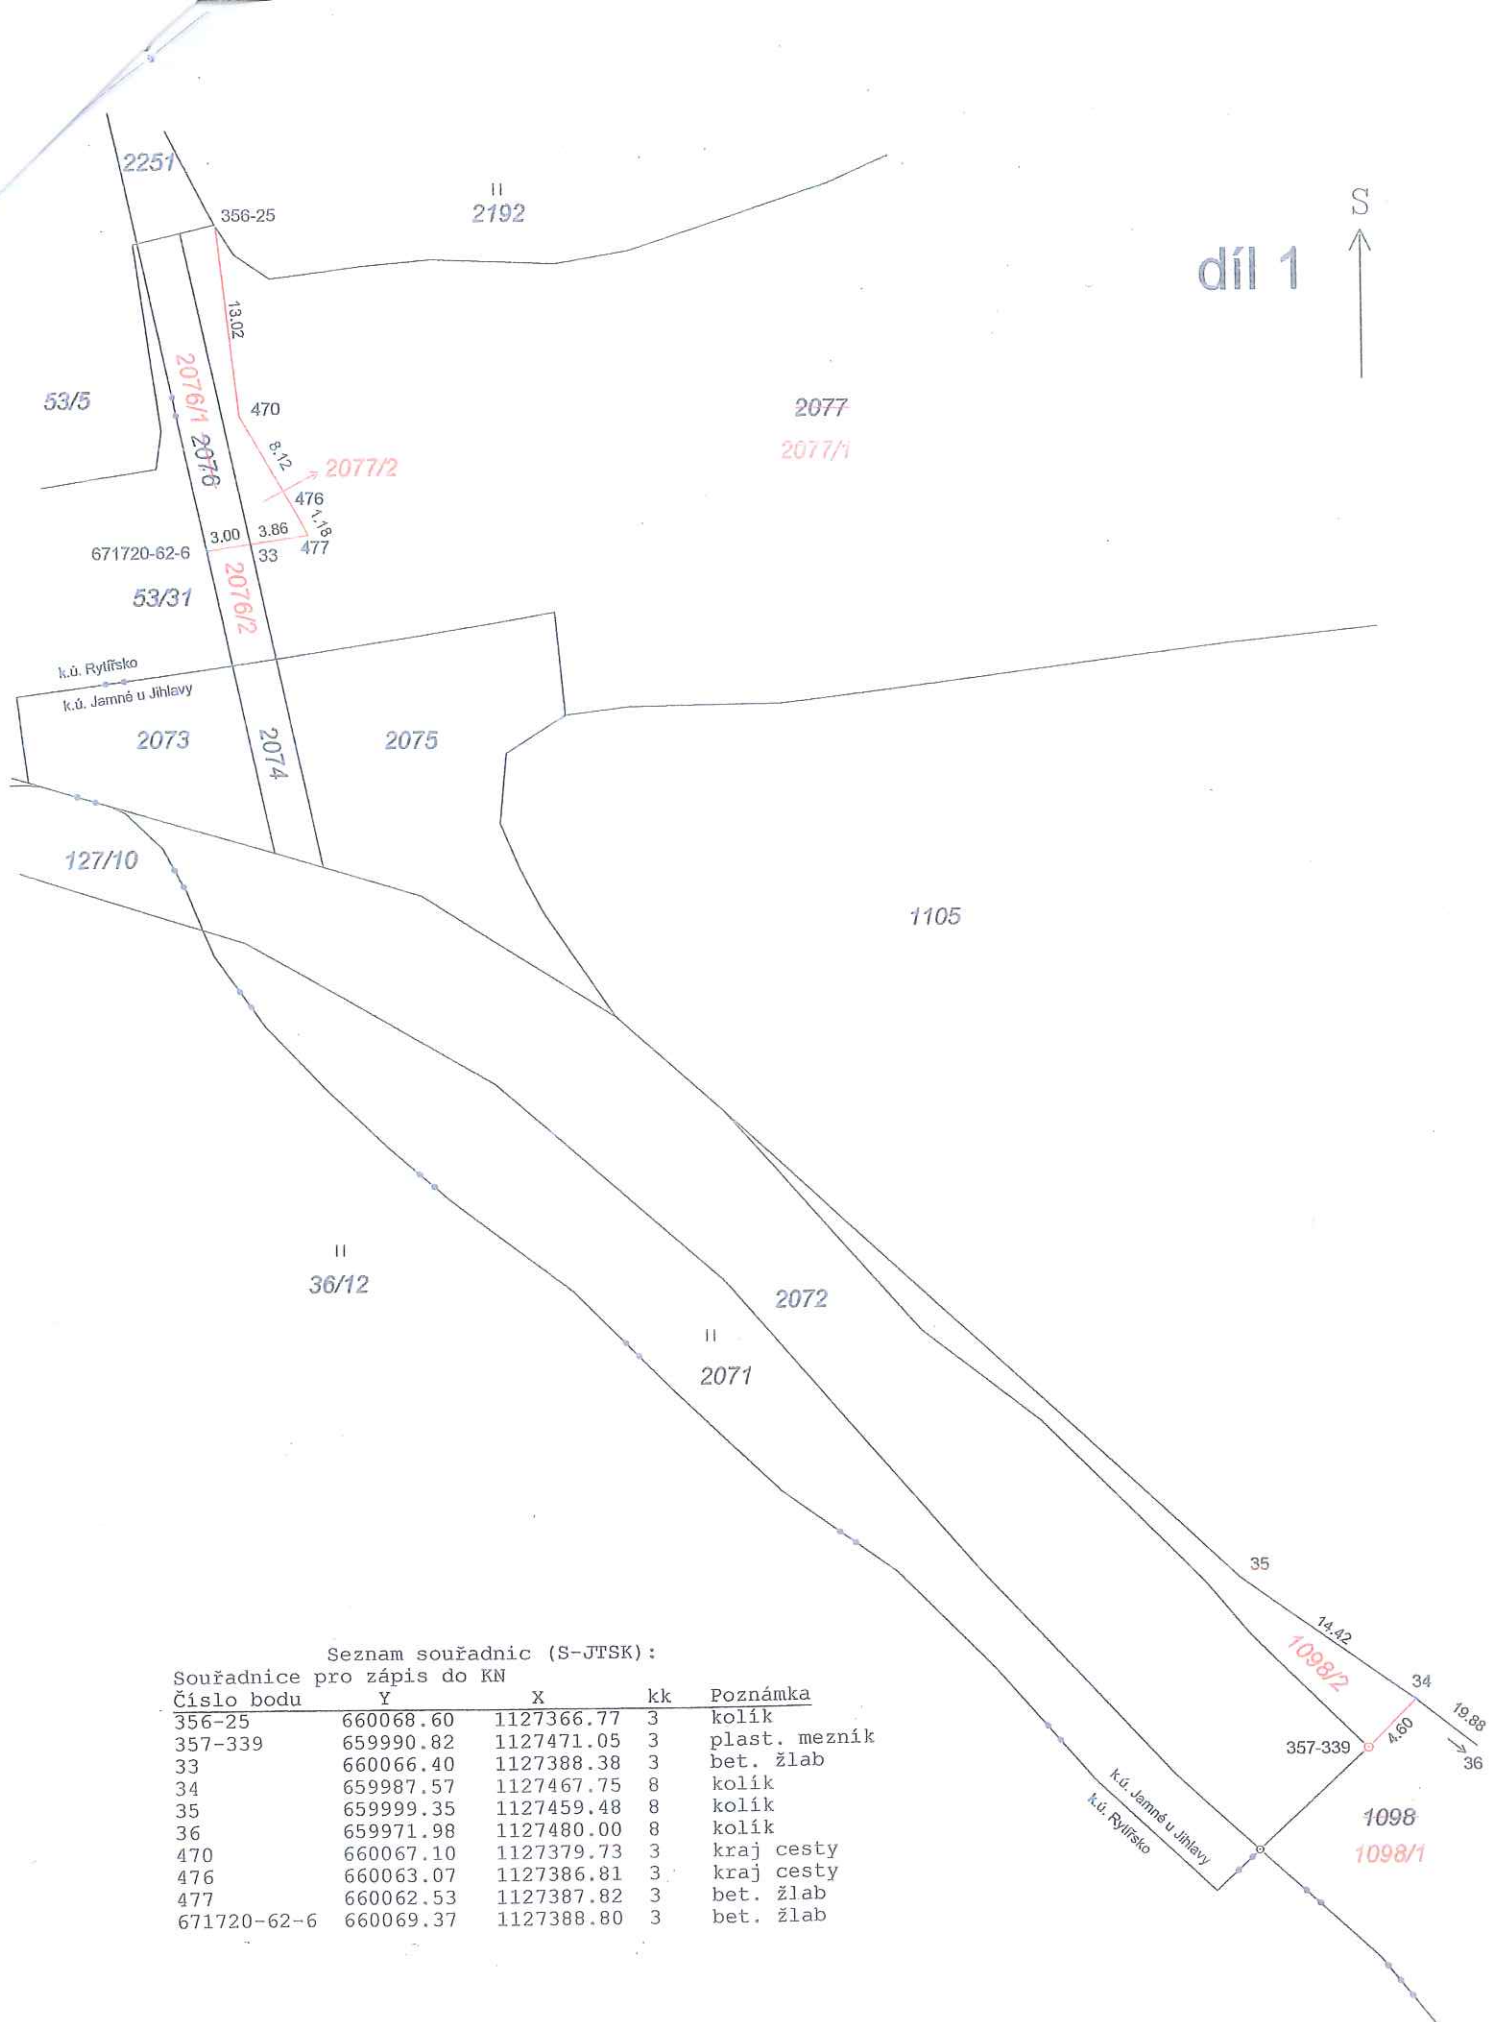 2251
356-25
II
2192
S
díl 1
13.02
2076/1
2076
53/5
470
2077
2077/1
8.12
2077/2
476
1.18
3.00
3.86
477
671720-62-6
33
53/31
2076/2
k.ú. Rytířsko
k.ú. Jamné u Jihlavy
2073
2074
2075
127/10
1105
II
36/12
2072
II
2071
35
14.42
1098/2
34
19.88
4.60
357-339
36
k.ú. Jamné u Jihlavy
k.ú. Rytířsko
1098
1098/1
Seznam souřadnic (S-JTSK):
Souřadnice pro zápis do KN
Číslo bodu Y X kk Poznámka
356-25 660068.60 1127366.77 3 kolík
357-339 659990.82 1127471.05 3 plast. mezník
33 660066.40 1127388.38 3 bet. žlab
34 659987.57 1127467.75 8 kolík
35 659999.35 1127459.48 8 kolík
36 659971.98 1127480.00 8 kolík
470 660067.10 1127379.73 3 kraj cesty
476 660063.07 1127386.81 3 kraj cesty
477 660062.53 1127387.82 3 bet. žlab
671720-62-6 660069.37 1127388.80 3 bet. žlab